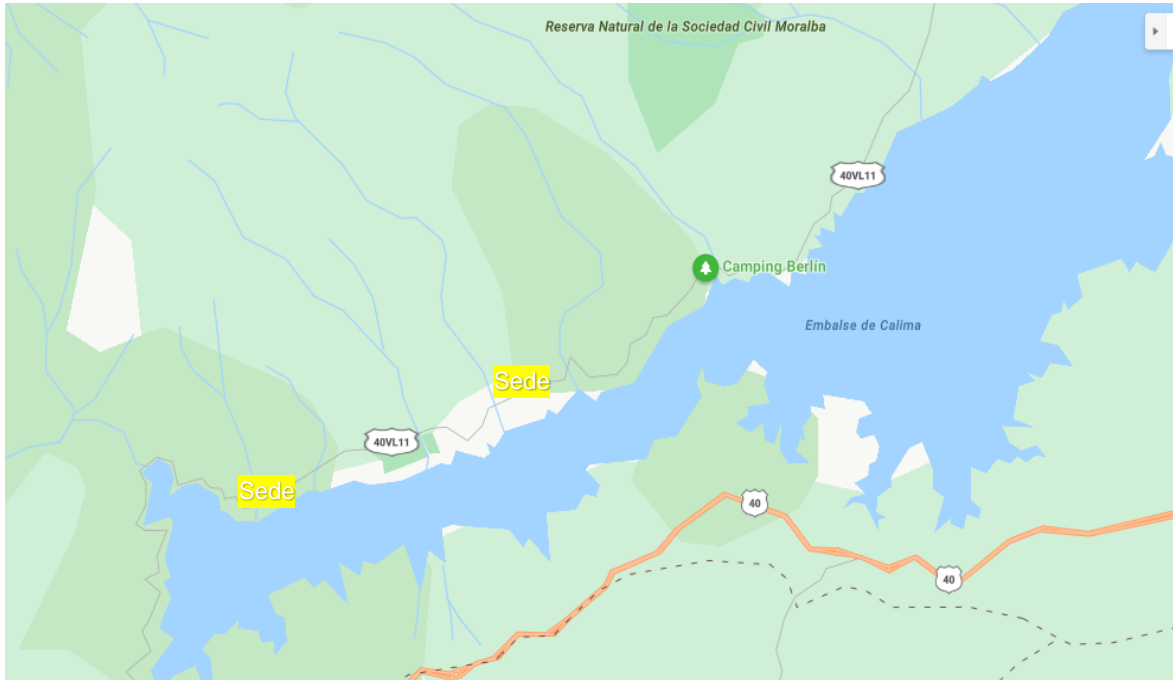 Reserva Natural de la Sociedad Civil Moralba
40VL11
Camping Berlín
Embalse de Calima
Sede
40VL11
Sede
40
40